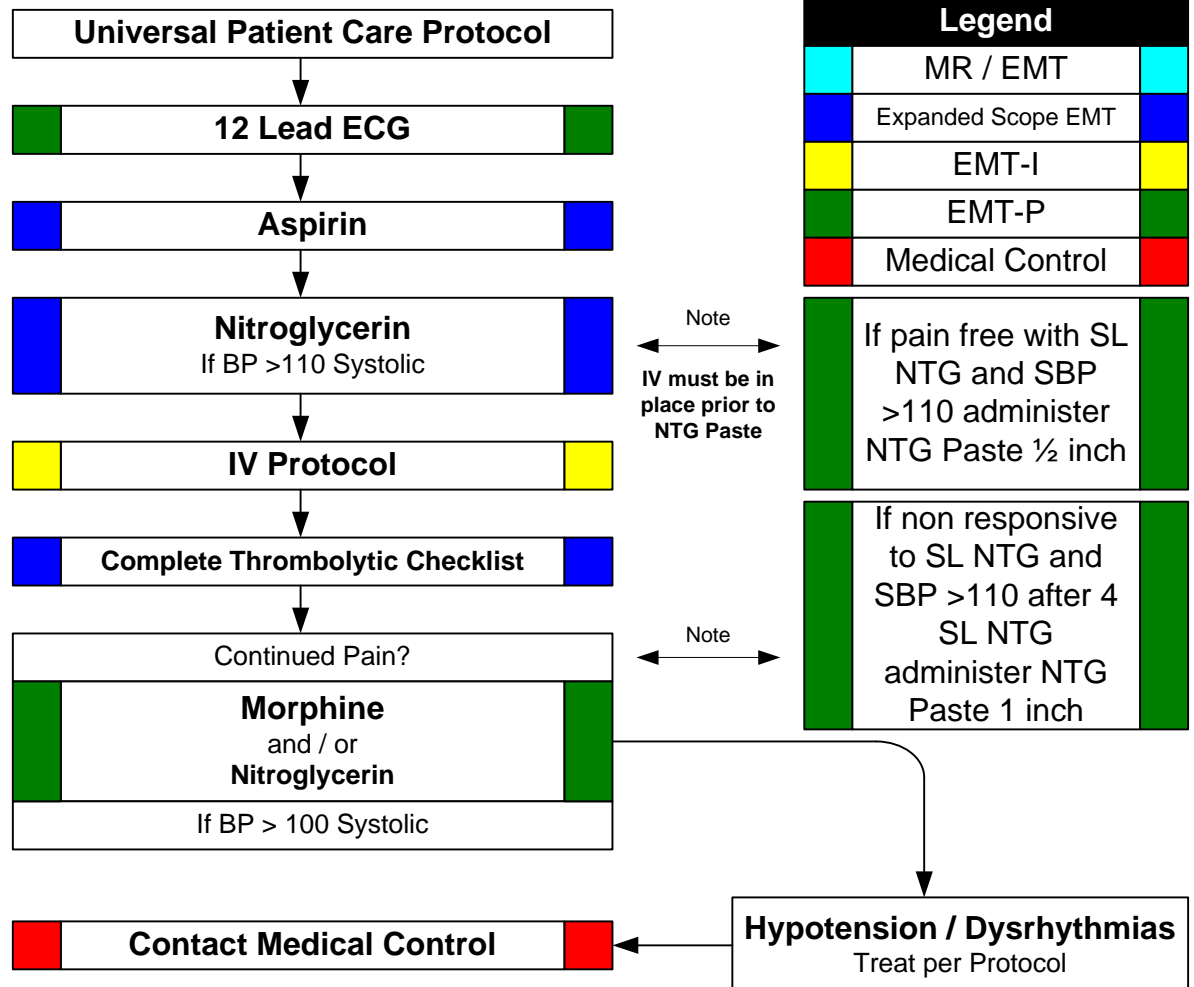 Universal Patient Care Protocol
12 Lead ECG
Aspirin
Nitroglycerin
If BP >110 Systolic
IV Protocol
Complete Thrombolytic Checklist
Continued Pain?
Morphine
and / or
Nitroglycerin
If BP > 100 Systolic
Contact Medical Control
Note
IV must be in
place prior to
NTG Paste
Note
Legend
MR / EMT
Expanded Scope EMT
EMT-I
EMT-P
Medical Control
If pain free with SL
NTG and SBP
>110 administer
NTG Paste ½ inch
If non responsive
to SL NTG and
SBP >110 after 4
SL NTG
administer NTG
Paste 1 inch
Hypotension / Dysrhythmias
Treat per Protocol